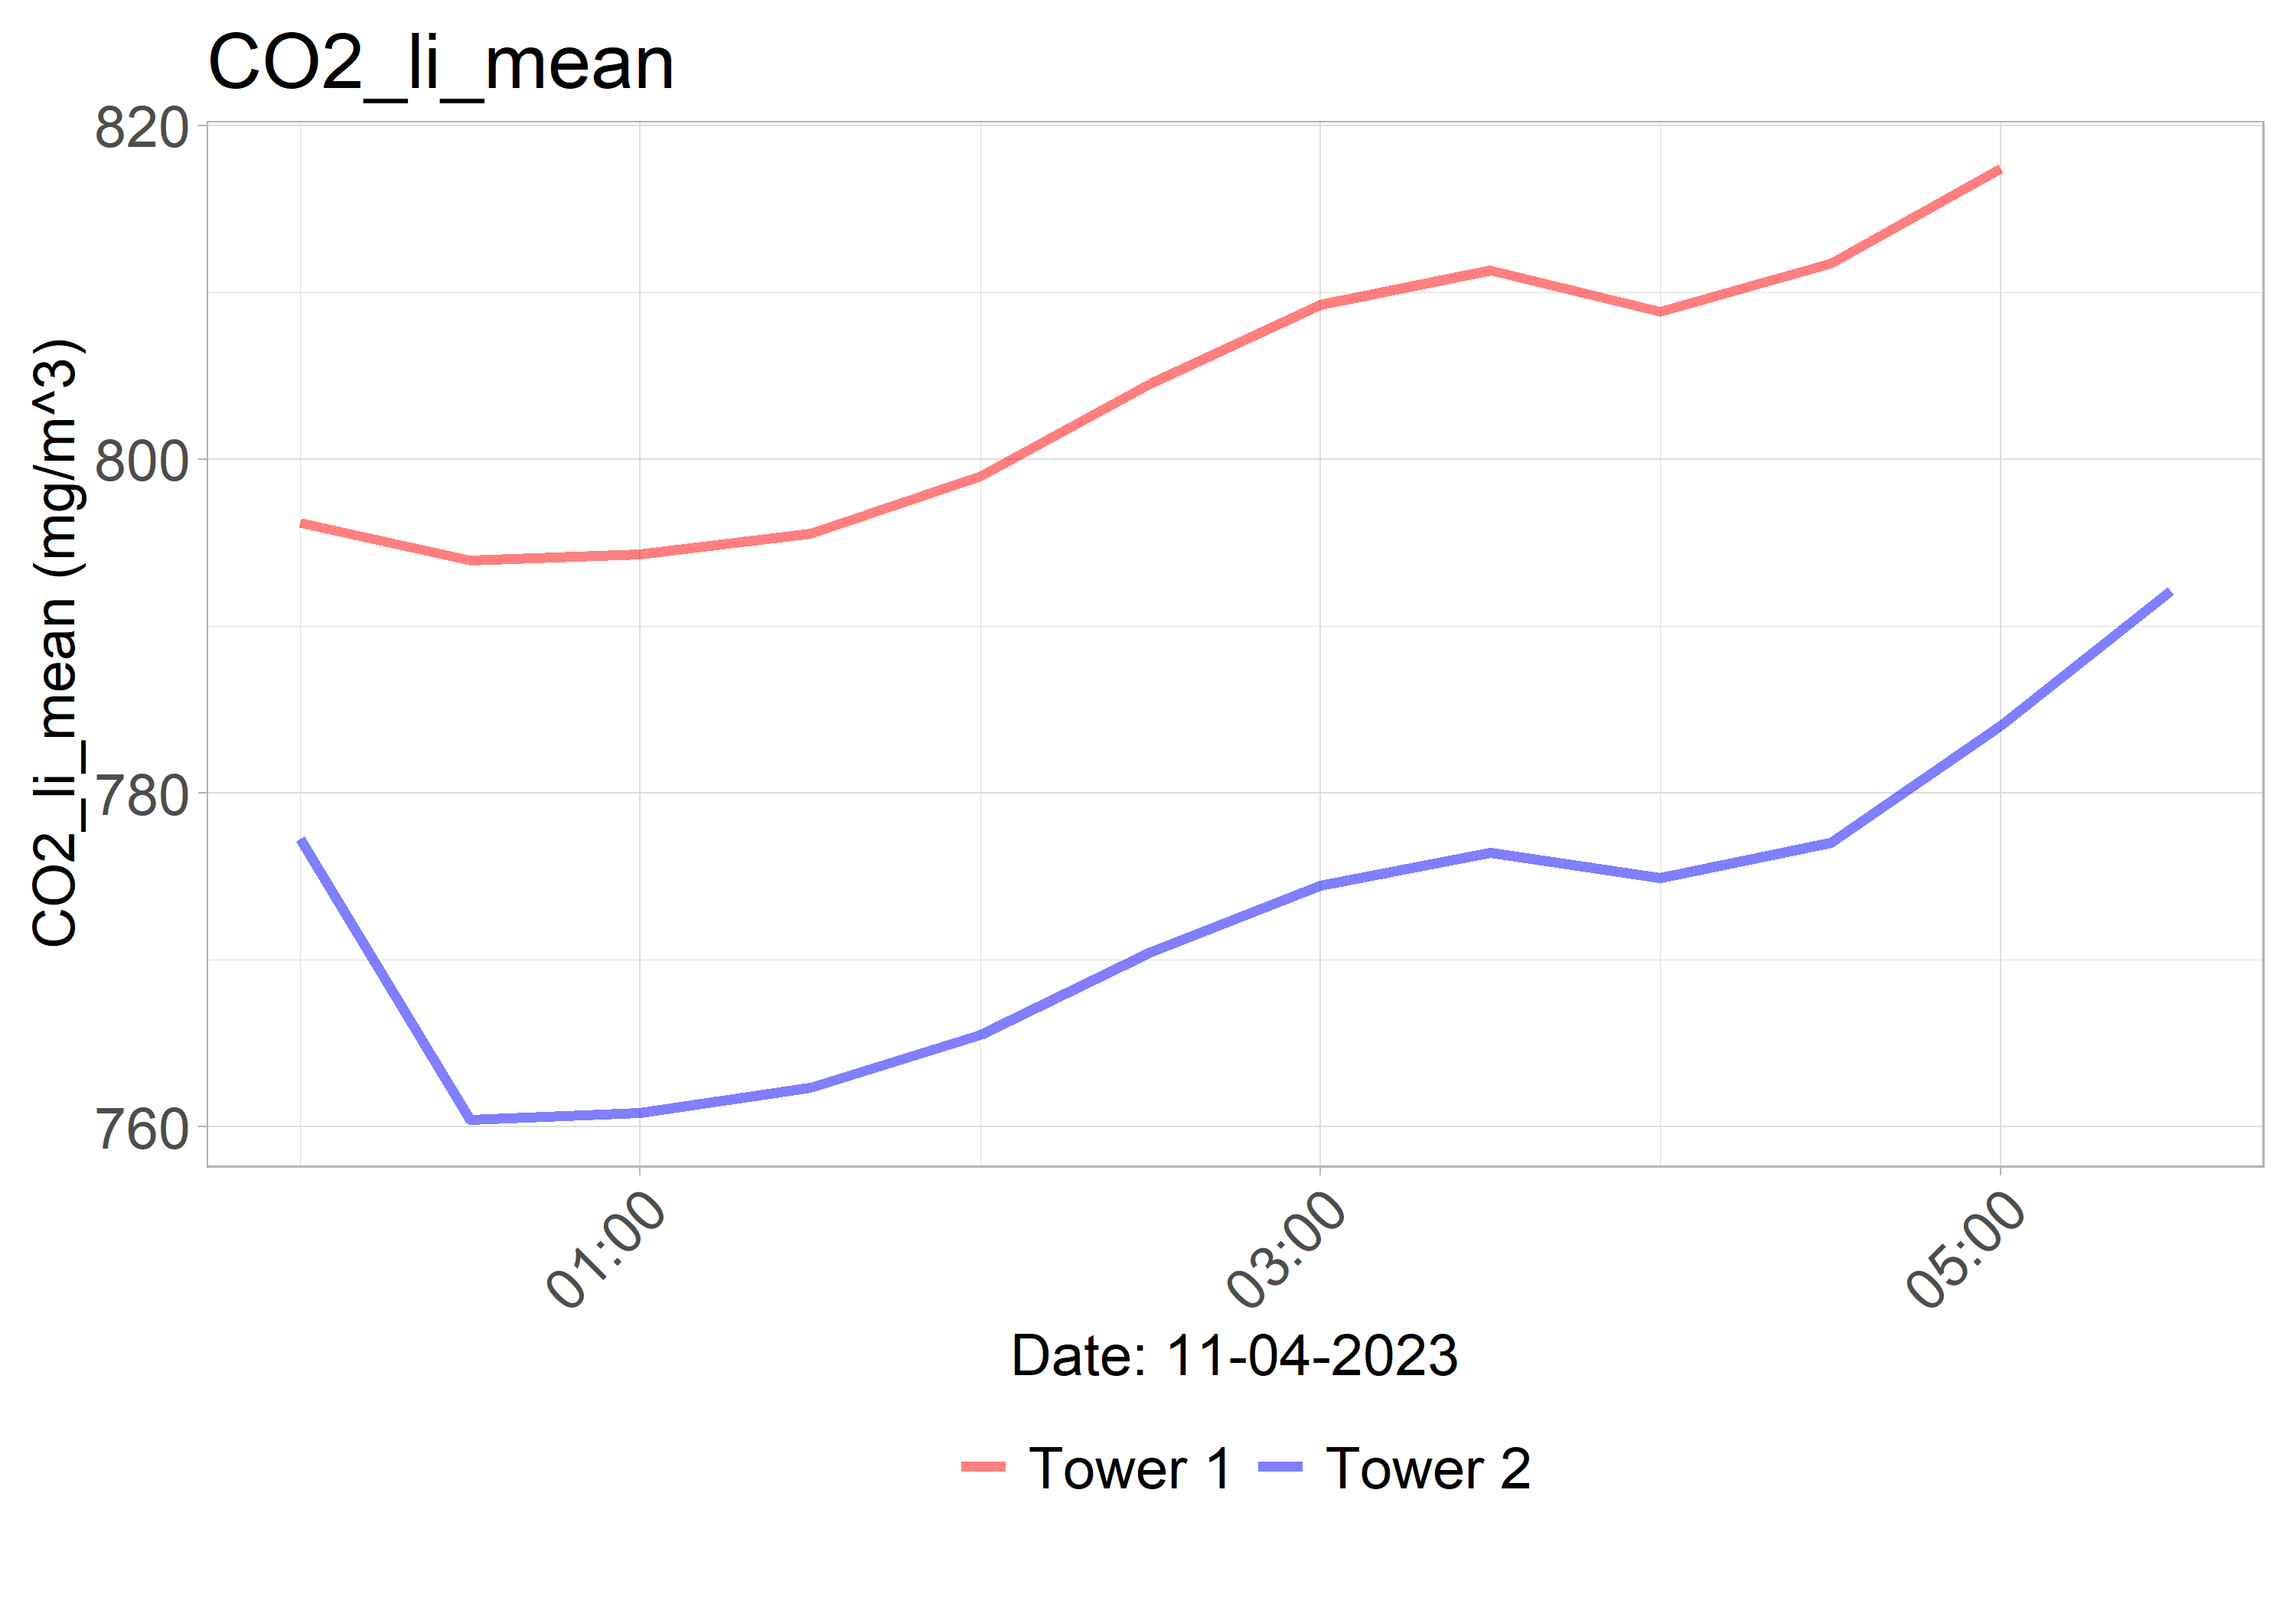 CO2_li_mean
CO2_li_mean (mg/m^3)
820
800
780
760
01:00
03:00
05:00
Date: 11-04-2023
Tower 1
Tower 2